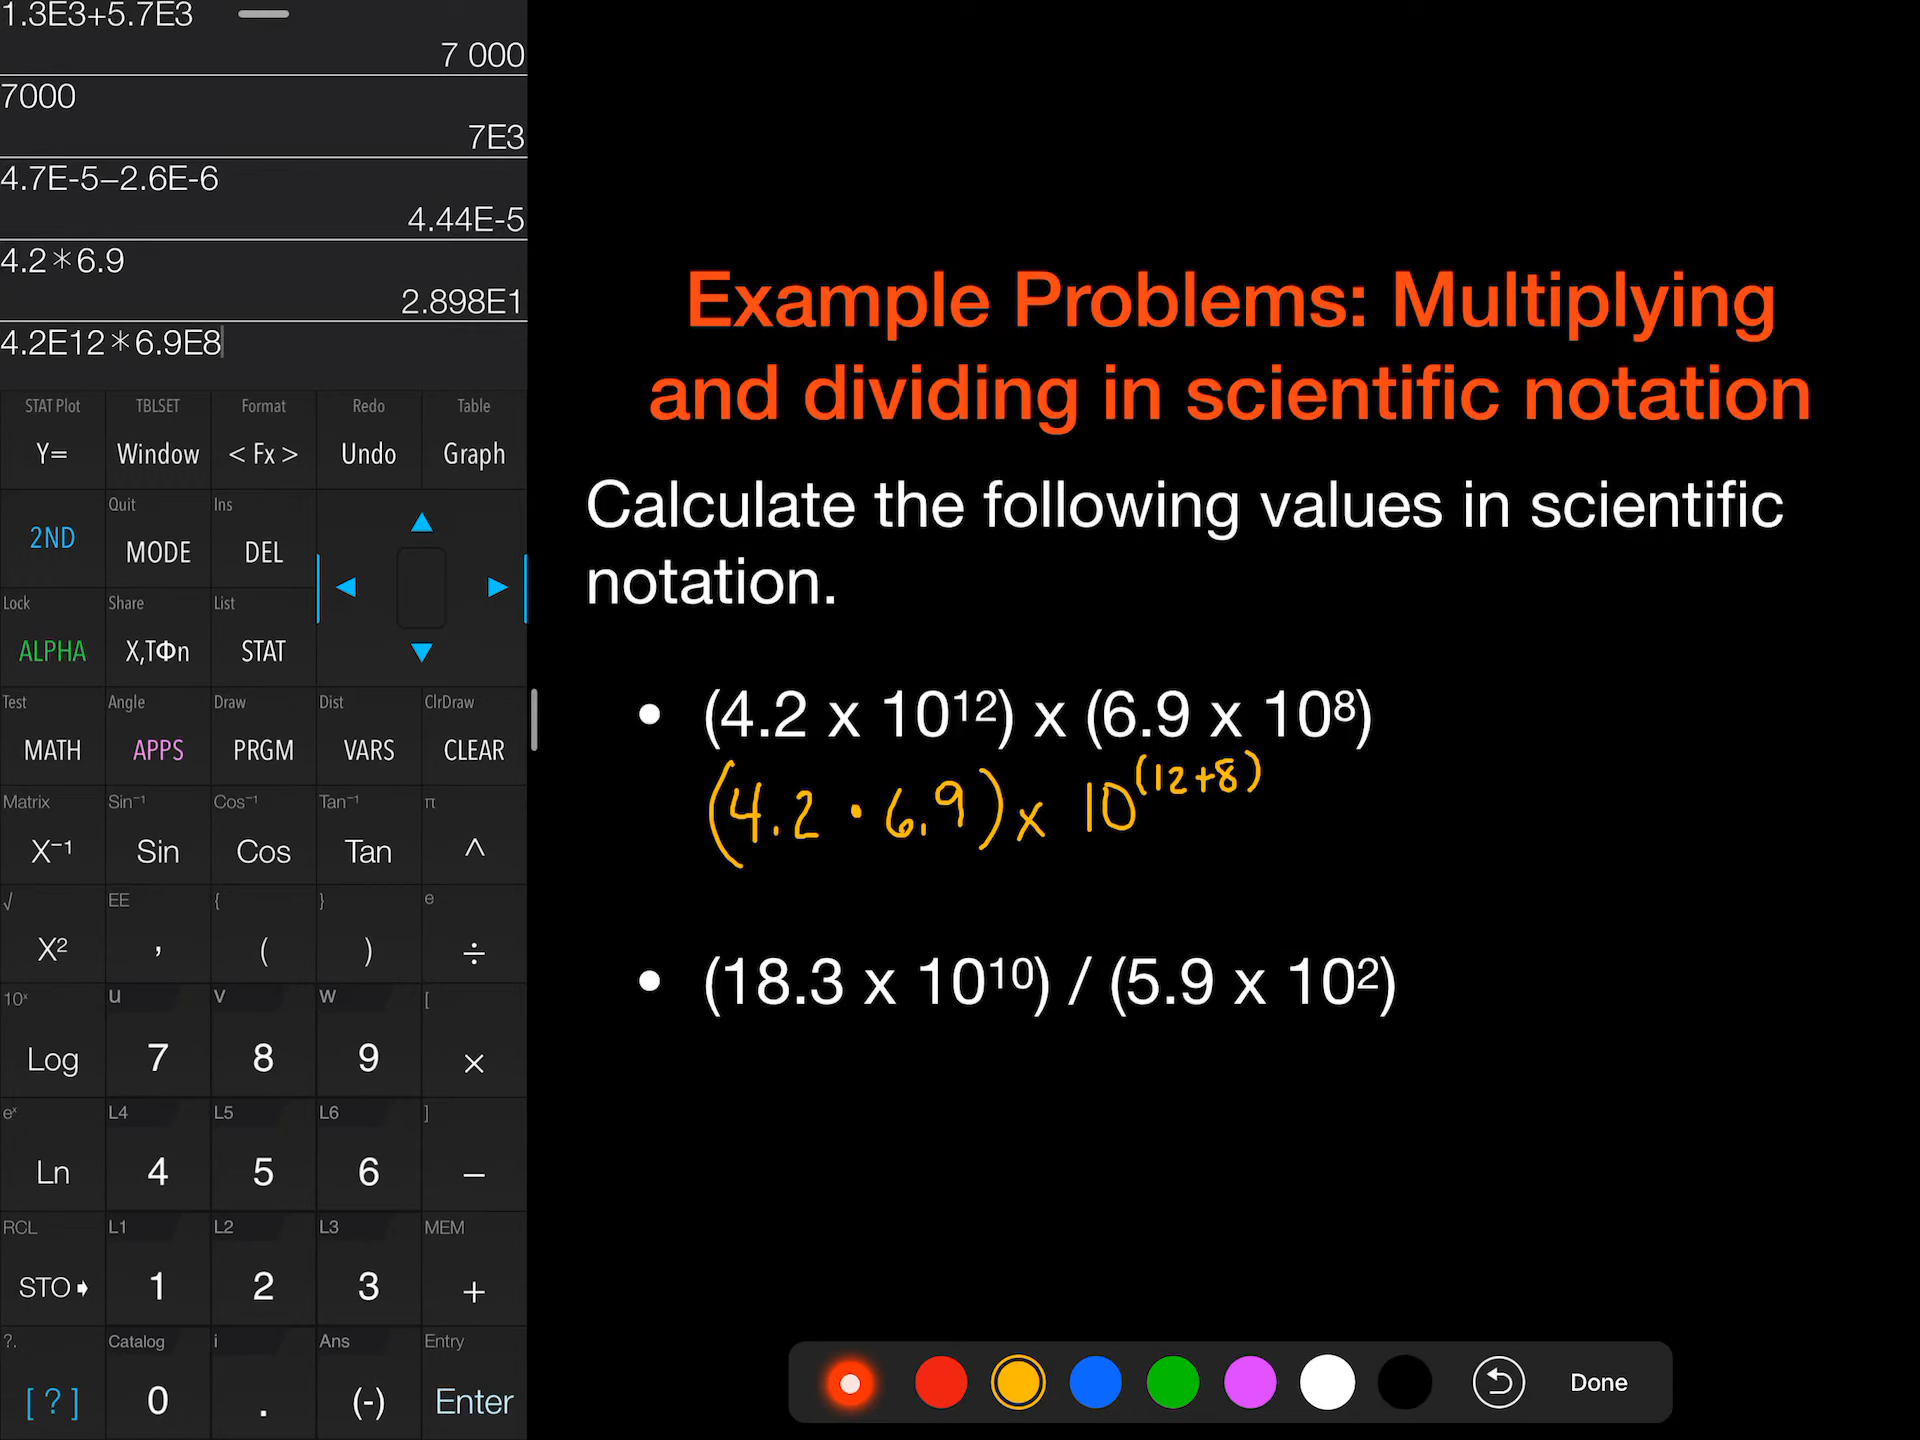 1.3E3+5.7E3
7 000
7000
7E3
4.7E-5–2.6E-6
4.44E-5
4.2*6.9
2.898E1
4.2E12*6.9E8
STAT Plot TBLSET Format Redo Table
Y= Window < Fx > Undo Graph
Quit Ins
2ND MODE DEL
Lock Share List
ALPHA X,TΦn STAT
Test Angle Draw Dist ClrDraw
MATH APPS PRGM VARS CLEAR
Matrix Sin⁻¹ Cos⁻¹ Tan⁻¹ π
X⁻¹ Sin Cos Tan ^
√ EE { } e
X² , ( ) ÷
10ˣ u v w [
Log 7 8 9 ×
eˣ L4 L5 L6 ]
Ln 4 5 6 −
RCL L1 L2 L3 MEM
STO➧ 1 2 3 +
?. Catalog i Ans Entry
[ ? ] 0 . (-) Enter
Example Problems: Multiplying
and dividing in scientific notation
Calculate the following values in scientific
notation.
• (4.2 x 10¹²) x (6.9 x 10⁸)
(4.2 · 6.9) x 10⁽¹²⁺⁸⁾
• (18.3 x 10¹⁰) / (5.9 x 10²)
Done